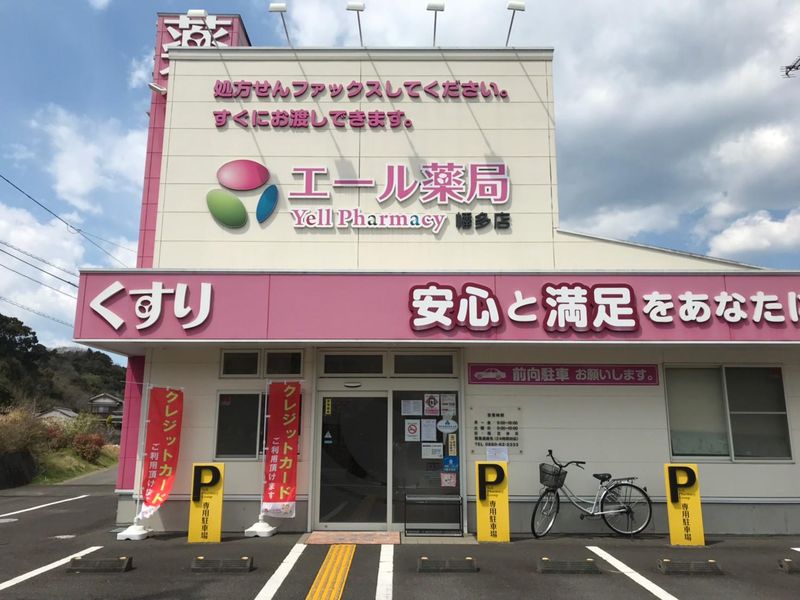 薬
処方せんファックスしてください。
すぐにお渡しできます。
エール薬局
Yell Pharmacy 幡多店
くすり
安心と満足をあなたに
前向駐車 お願いします。
クレジットカード
ご利用頂けます
クレジットカード
ご利用頂けます
営業時間
P
専用駐車場
P
専用駐車場
P
専用駐車場